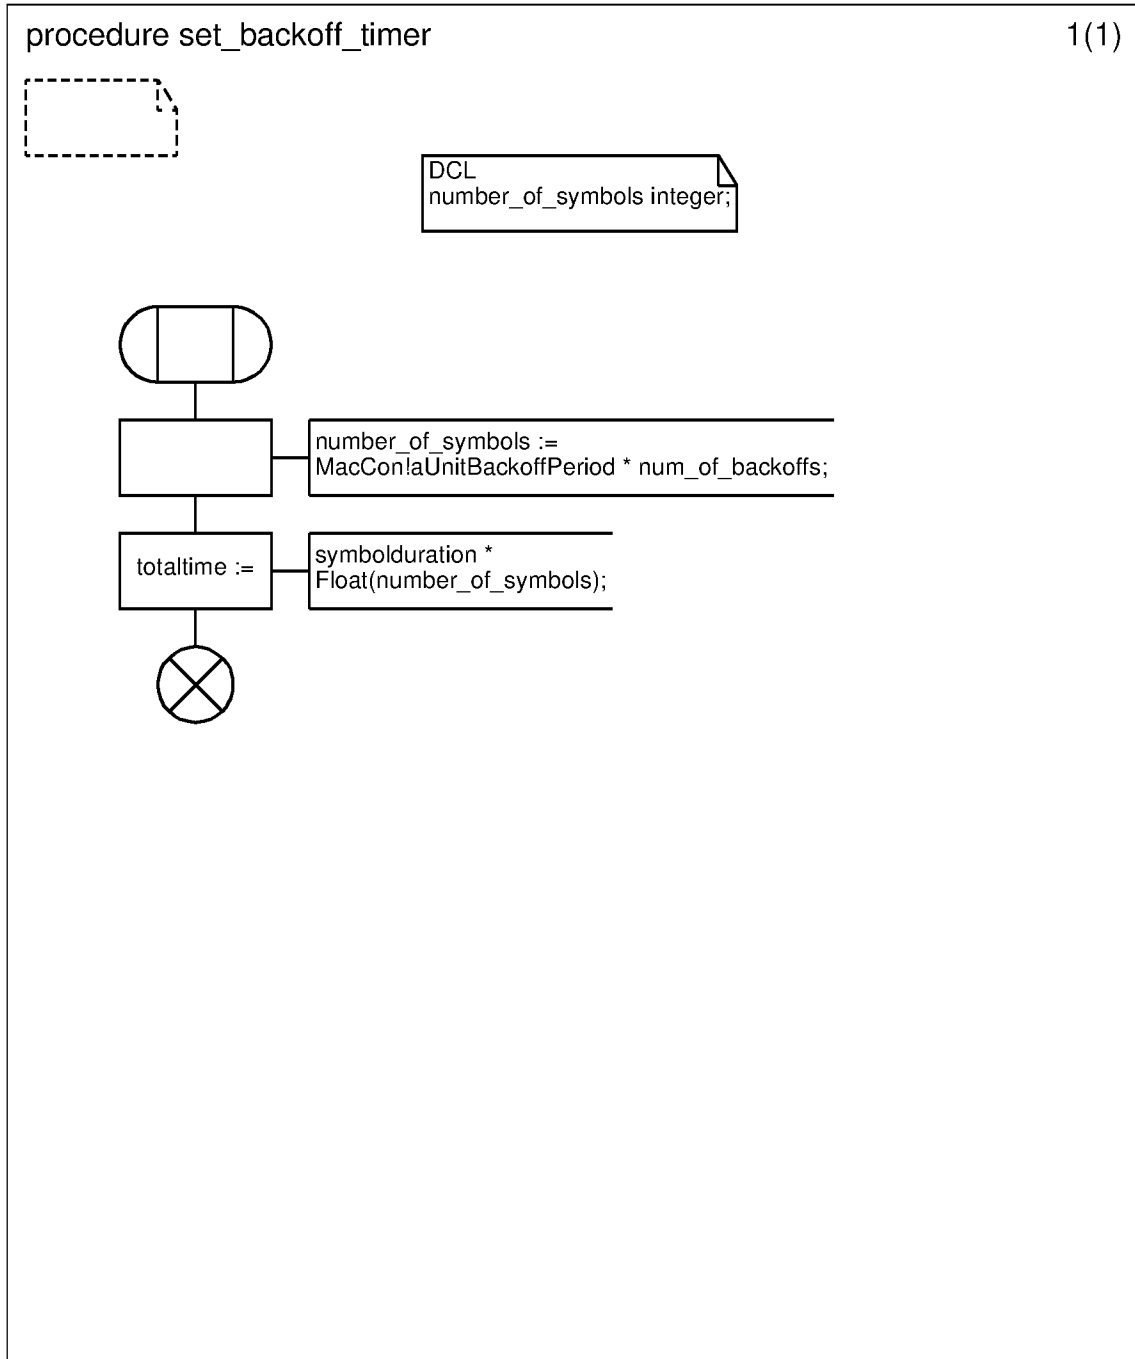 procedure set_backoff_timer
1(1)
DCL
number_of_symbols integer;
number_of_symbols :=
MacCon!aUnitBackoffPeriod * num_of_backoffs;
totaltime :=
symbolduration *
Float(number_of_symbols);